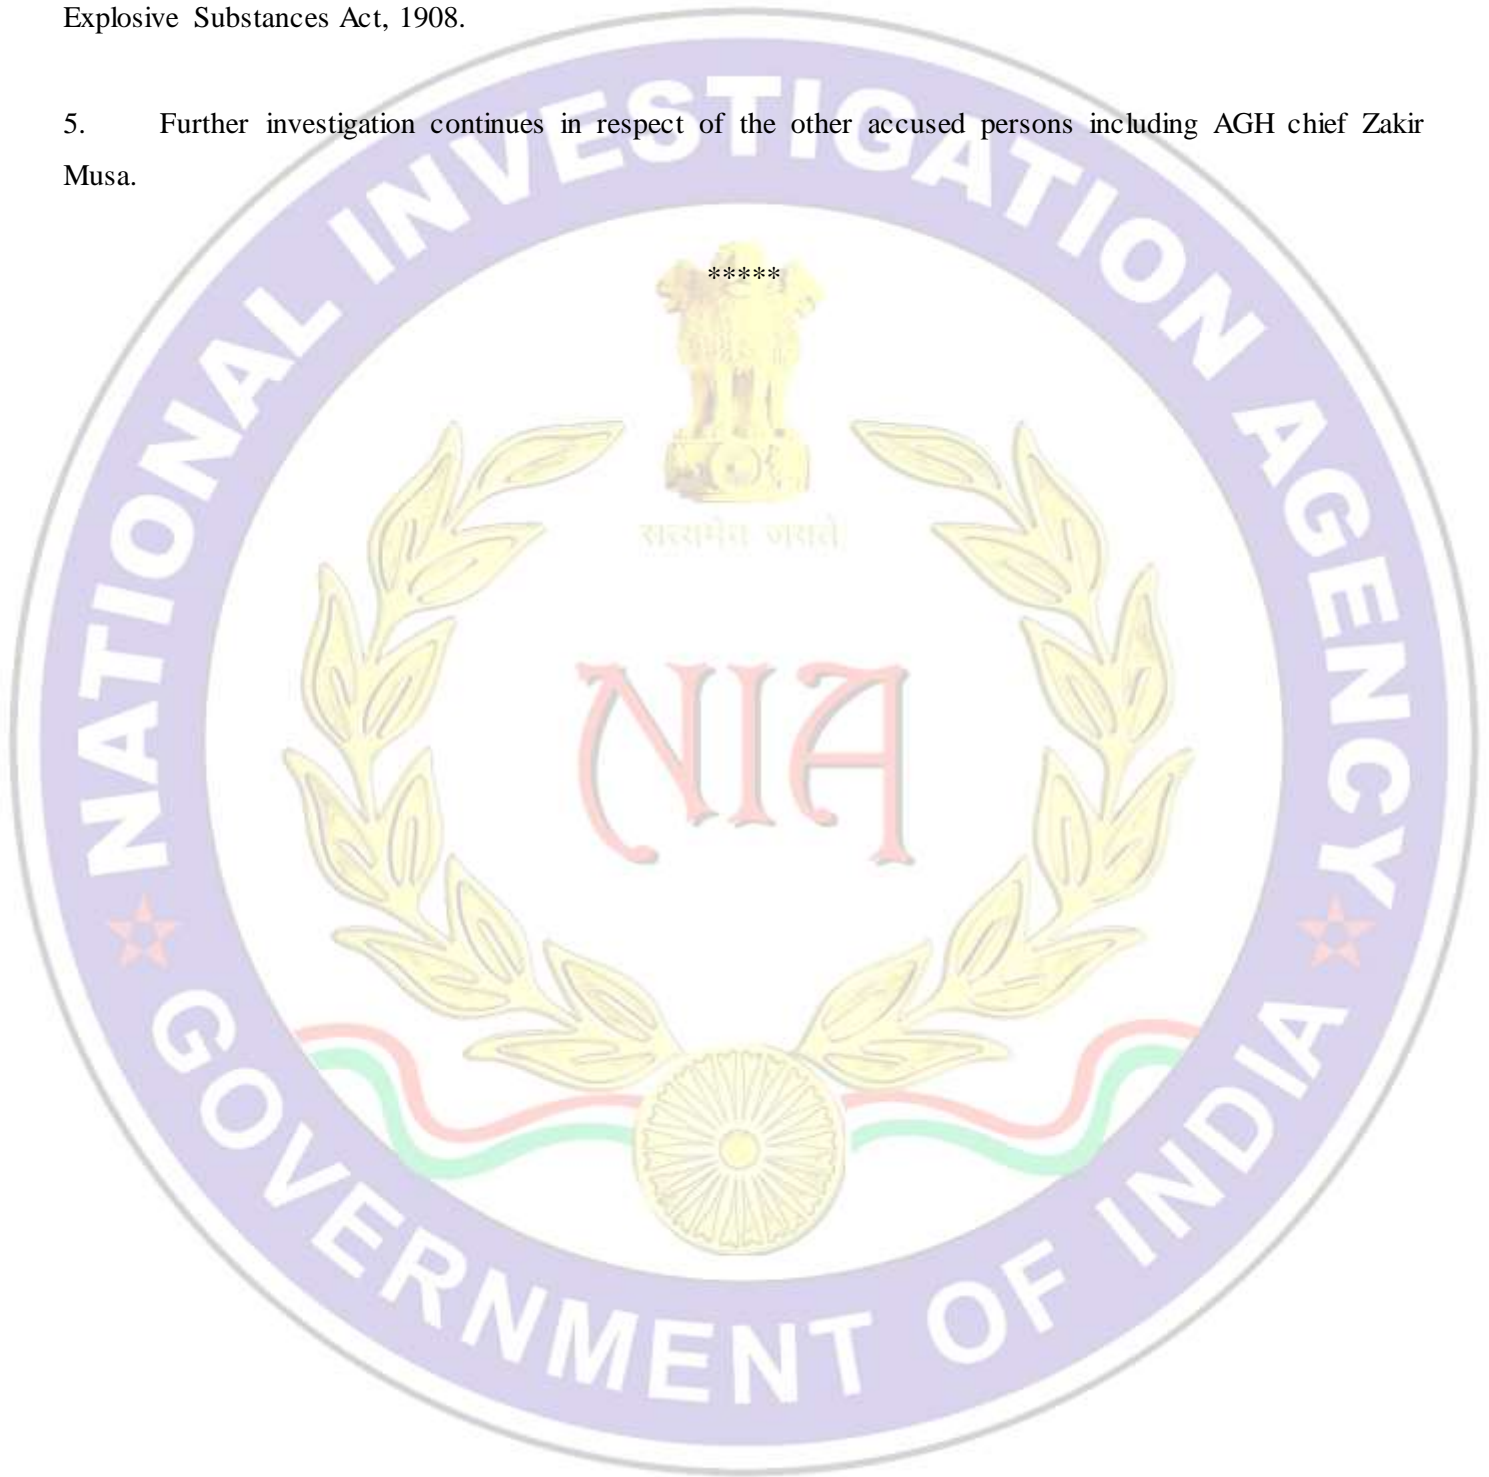 Explosive Substances Act, 1908.
5. Further investigation continues in respect of the other accused persons including AGH chief Zakir
Musa.
*****
NATIONAL INVESTIGATION AGENCY
सत्यमेव जयते
NIA
GOVERNMENT OF INDIA